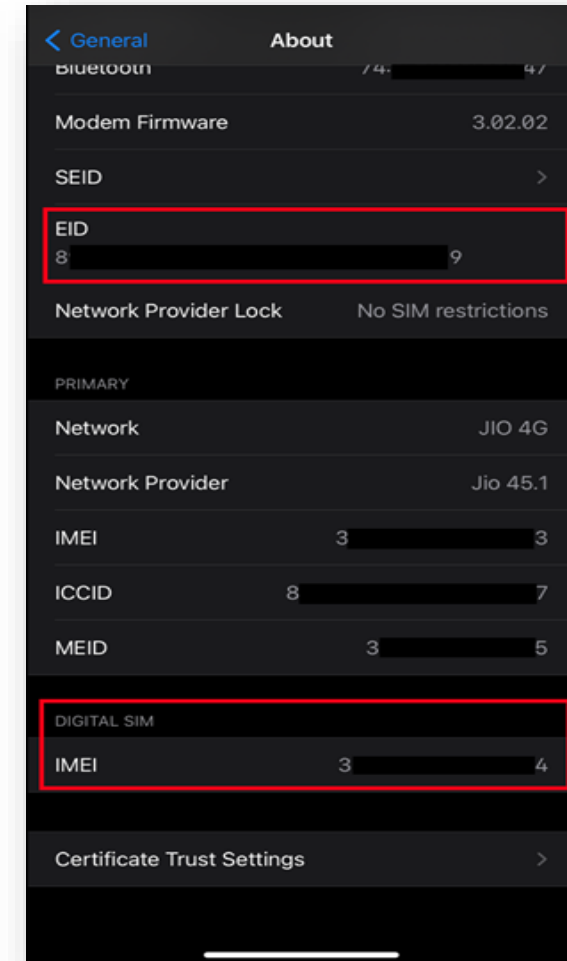 General
About
Bluetooth 74: 47
Modem Firmware 3.02.02
SEID
EID
8 9
Network Provider Lock No SIM restrictions
PRIMARY
Network JIO 4G
Network Provider Jio 45.1
IMEI 3 3
ICCID 8 7
MEID 3 5
DIGITAL SIM
IMEI 3 4
Certificate Trust Settings